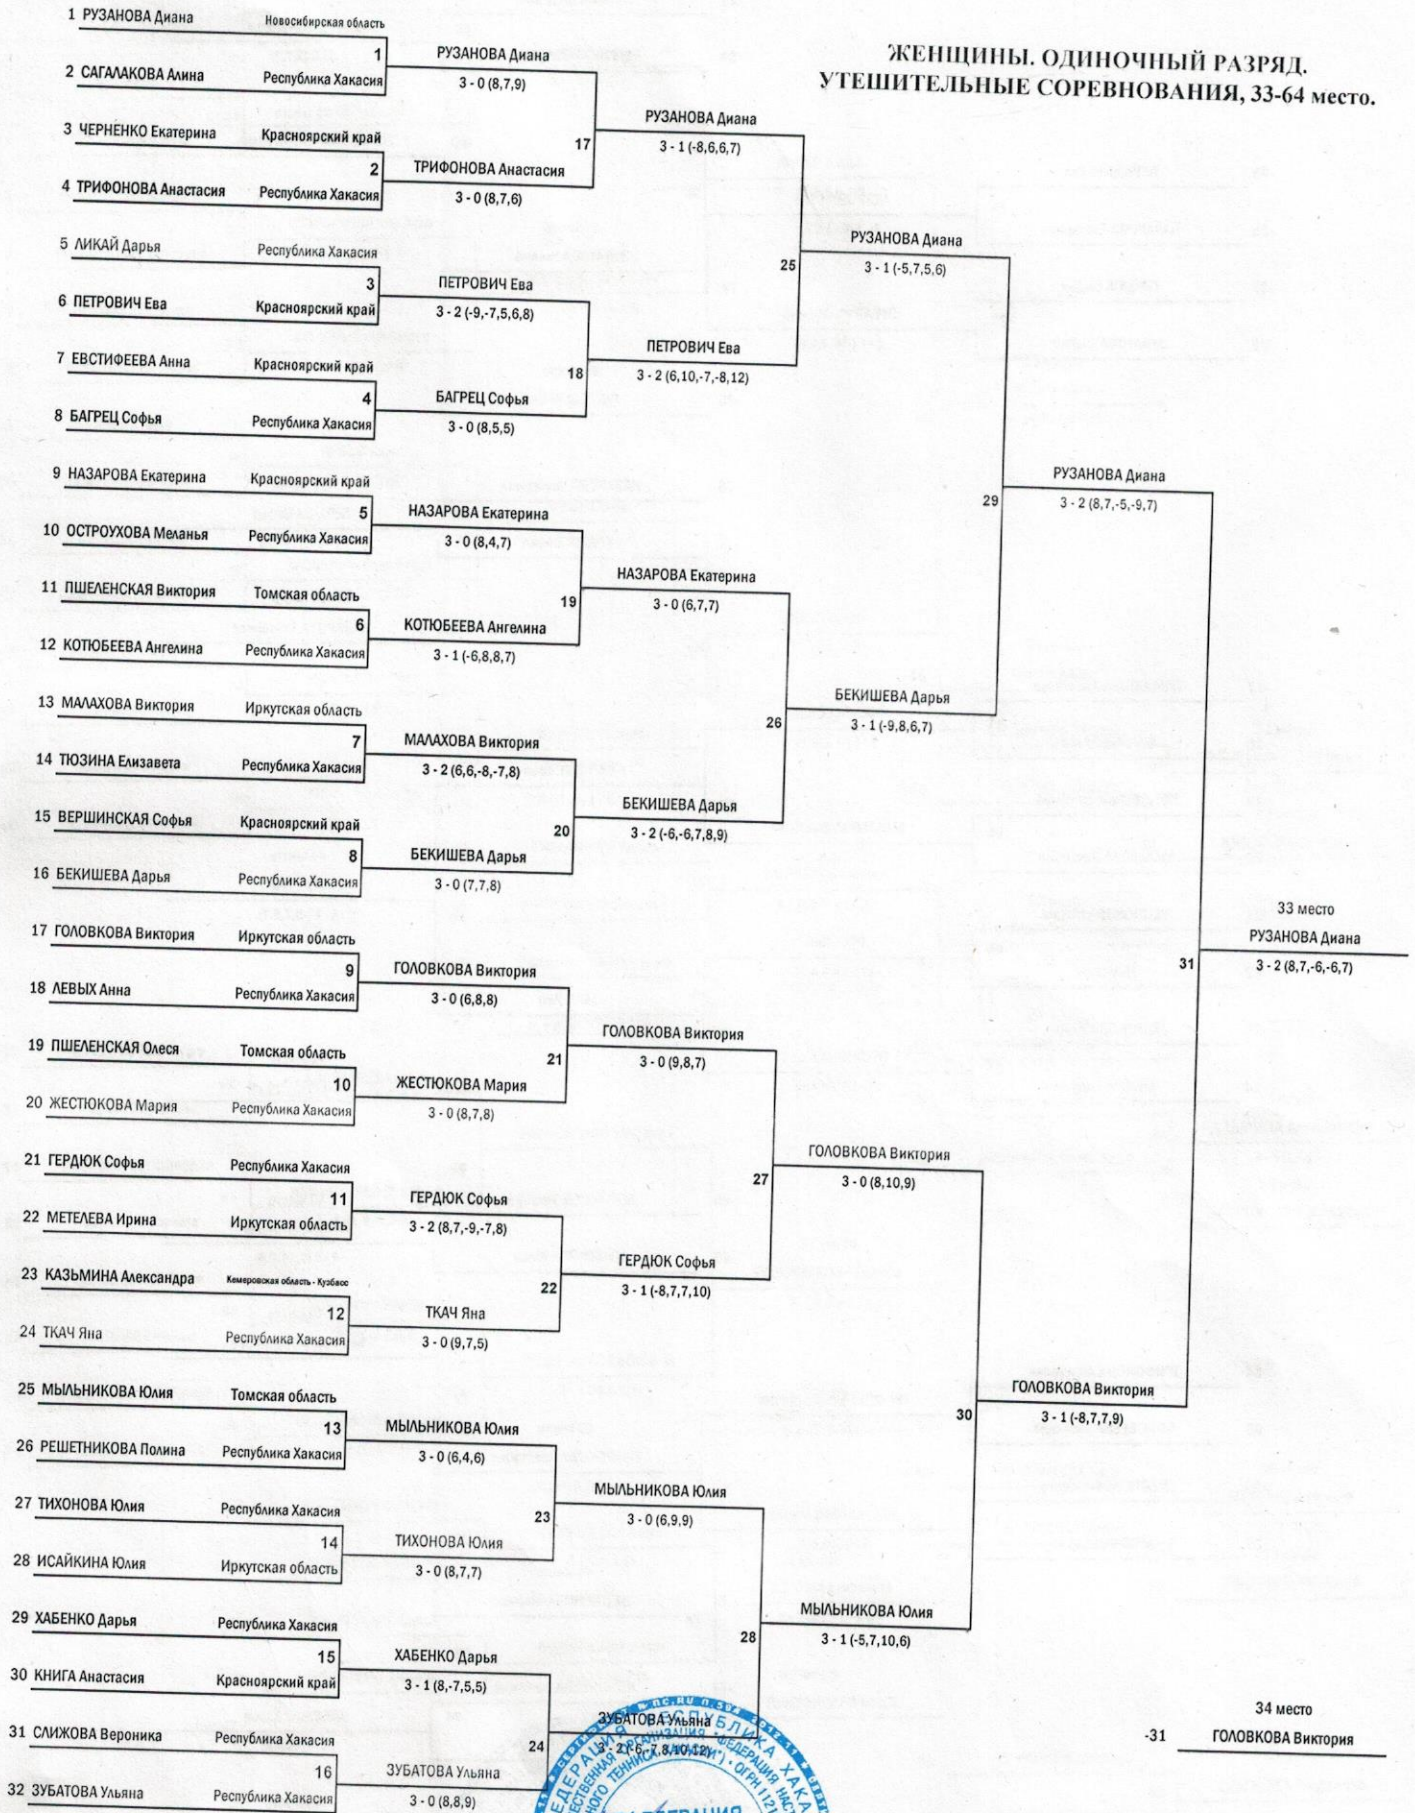 ЖЕНЩИНЫ. ОДИНОЧНЫЙ РАЗРЯД.
УТЕШИТЕЛЬНЫЕ СОРЕВНОВАНИЯ, 33-64 место.
1 РУЗАНОВА Диана Новосибирская область
1 РУЗАНОВА Диана
2 САГАЛАКОВА Алина Республика Хакасия 3 - 0 (8,7,9)
РУЗАНОВА Диана
3 ЧЕРНЕНКО Екатерина Красноярский край 17 3 - 1 (-8,6,6,7)
2 ТРИФОНОВА Анастасия
4 ТРИФОНОВА Анастасия Республика Хакасия 3 - 0 (8,7,6)
РУЗАНОВА Диана
5 ЛИКАЙ Дарья Республика Хакасия 25 3 - 1 (-5,7,5,6)
3 ПЕТРОВИЧ Ева
6 ПЕТРОВИЧ Ева Красноярский край 3 - 2 (-9,-7,5,6,8)
ПЕТРОВИЧ Ева
7 ЕВСТИФЕЕВА Анна Красноярский край 18 3 - 2 (6,10,-7,-8,12)
4 БАГРЕЦ Софья
8 БАГРЕЦ Софья Республика Хакасия 3 - 0 (8,5,5)
РУЗАНОВА Диана
9 НАЗАРОВА Екатерина Красноярский край 29 3 - 2 (8,7,-5,-9,7)
5 НАЗАРОВА Екатерина
10 ОСТРОУХОВА Меланья Республика Хакасия 3 - 0 (8,4,7)
НАЗАРОВА Екатерина
11 ПШЕЛЕНСКАЯ Виктория Томская область 19 3 - 0 (6,7,7)
6 КОТЮБЕЕВА Ангелина
12 КОТЮБЕЕВА Ангелина Республика Хакасия 3 - 1 (-6,8,8,7)
БЕКИШЕВА Дарья
13 МАЛАХОВА Виктория Иркутская область 26 3 - 1 (-9,8,6,7)
7 МАЛАХОВА Виктория
14 ТЮЗИНА Елизавета Республика Хакасия 3 - 2 (6,6,-8,-7,8)
БЕКИШЕВА Дарья
15 ВЕРШИНСКАЯ Софья Красноярский край 20 3 - 2 (-6,-6,7,8,9)
8 БЕКИШЕВА Дарья
16 БЕКИШЕВА Дарья Республика Хакасия 3 - 0 (7,7,8)
33 место
РУЗАНОВА Диана
17 ГОЛОВКОВА Виктория Иркутская область 31 3 - 2 (8,7,-6,-6,7)
9 ГОЛОВКОВА Виктория
18 ЛЕВЫХ Анна Республика Хакасия 3 - 0 (6,8,8)
ГОЛОВКОВА Виктория
19 ПШЕЛЕНСКАЯ Олеся Томская область 21 3 - 0 (9,8,7)
10 ЖЕСТЮКОВА Мария
20 ЖЕСТЮКОВА Мария Республика Хакасия 3 - 0 (8,7,8)
ГОЛОВКОВА Виктория
21 ГЕРДЮК Софья Республика Хакасия 27 3 - 0 (8,10,9)
11 ГЕРДЮК Софья
22 МЕТЕЛЕВА Ирина Иркутская область 3 - 2 (8,7,-9,-7,8)
ГЕРДЮК Софья
23 КАЗЬМИНА Александра Кемеровская область - Кузбасс 22 3 - 1 (-8,7,7,10)
12 ТКАЧ Яна
24 ТКАЧ Яна Республика Хакасия 3 - 0 (9,7,5)
ГОЛОВКОВА Виктория
25 МЫЛЬНИКОВА Юлия Томская область 30 3 - 1 (-8,7,7,9)
13 МЫЛЬНИКОВА Юлия
26 РЕШЕТНИКОВА Полина Республика Хакасия 3 - 0 (6,4,6)
МЫЛЬНИКОВА Юлия
27 ТИХОНОВА Юлия Республика Хакасия 23 3 - 0 (6,9,9)
14 ТИХОНОВА Юлия
28 ИСАЙКИНА Юлия Иркутская область 3 - 0 (8,7,7)
МЫЛЬНИКОВА Юлия
29 ХАБЕНКО Дарья Республика Хакасия 28 3 - 1 (-5,7,10,6)
15 ХАБЕНКО Дарья
30 КНИГА Анастасия Красноярский край 3 - 1 (8,-7,5,5)
ЗУБАТОВА Ульяна
31 СЛИЖОВА Вероника Республика Хакасия 24 3 - 2 (-6,-7,8,10,12)
16 ЗУБАТОВА Ульяна
32 ЗУБАТОВА Ульяна Республика Хакасия 3 - 0 (8,8,9)
34 место
-31 ГОЛОВКОВА Виктория